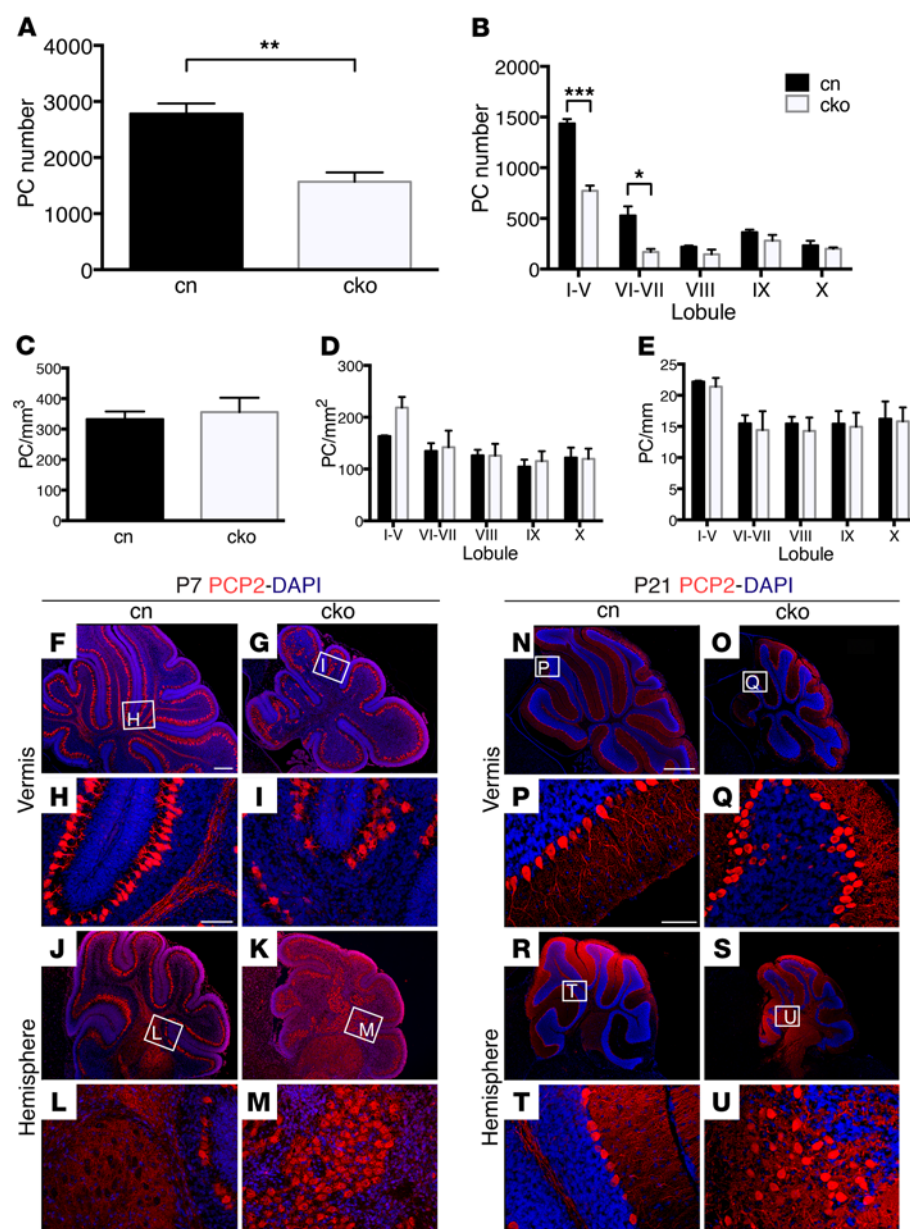 A
4000
3000
2000
1000
0
PC number
**
cn
cko
B
2000
1500
1000
500
0
PC number
***
*
cn
cko
I-V
VI-VII
VIII
IX
X
Lobule
C
500
400
300
200
100
0
PC/mm³
cn
cko
D
300
200
100
0
PC/mm²
I-V
VI-VII
VIII
IX
X
Lobule
E
25
20
15
10
5
0
PC/mm
I-V
VI-VII
VIII
IX
X
Lobule
P7 PCP2-DAPI
cn
cko
P21 PCP2-DAPI
cn
cko
Vermis
F
H
G
I
H
I
Hemisphere
J
L
K
M
L
M
Vermis
N
P
O
Q
P
Q
Hemisphere
R
T
S
U
T
U